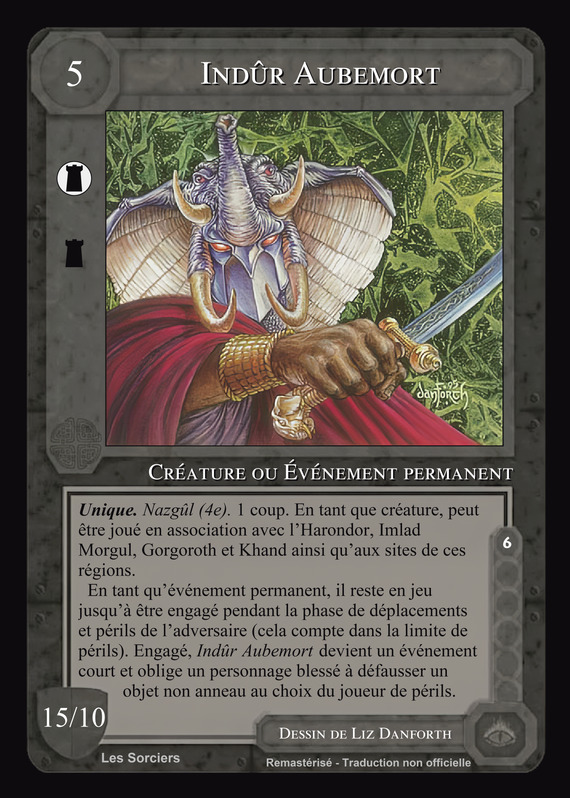 5
INDÛR AUBEMORT
danforth
CRÉATURE OU ÉVÉNEMENT PERMANENT
Unique. Nazgûl (4e). 1 coup. En tant que créature, peut
être joué en association avec l'Harondor, Imlad
Morgul, Gorgoroth et Khand ainsi qu'aux sites de ces
régions.
En tant qu'événement permanent, il reste en jeu
jusqu'à être engagé pendant la phase de déplacements
et périls de l'adversaire (cela compte dans la limite de
périls). Engagé, Indûr Aubemort devient un événement
court et oblige un personnage blessé à défausser un
objet non anneau au choix du joueur de périls.
6
15/10
DESSIN DE LIZ DANFORTH
Les Sorciers
Remastérisé - Traduction non officielle